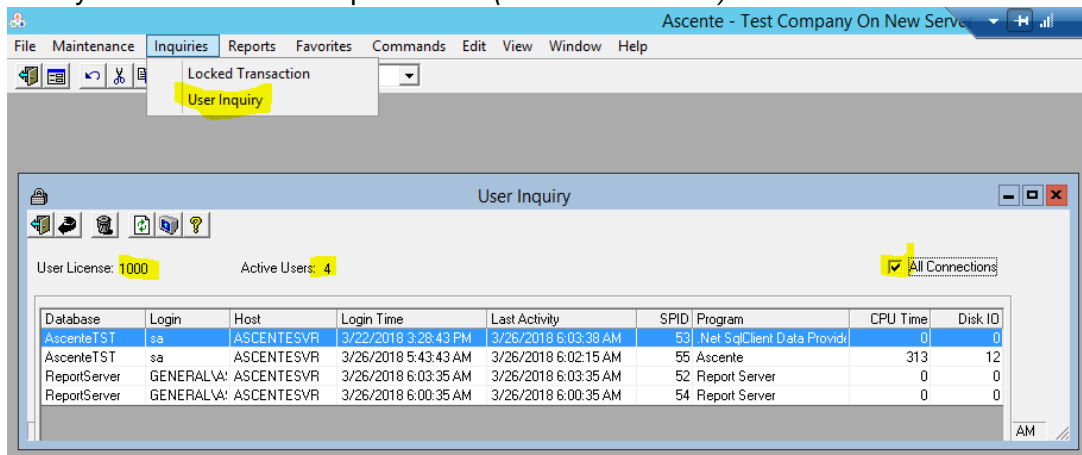 Ascente - Test Company On New Server
File Maintenance Inquiries Reports Favorites Commands Edit View Window Help
Locked Transaction
User Inquiry
User Inquiry
User License: 1000 Active Users: 4 All Connections
Database Login Host Login Time Last Activity SPID Program CPU Time Disk IO
AscenteTST sa ASCENTESVR 3/22/2018 3:28:43 PM 3/26/2018 6:03:38 AM 53 .Net SqlClient Data Provide 0 0
AscenteTST sa ASCENTESVR 3/26/2018 5:43:43 AM 3/26/2018 6:02:15 AM 55 Ascente 313 12
ReportServer GENERAL\A ASCENTESVR 3/26/2018 6:03:35 AM 3/26/2018 6:03:35 AM 52 Report Server 0 0
ReportServer GENERAL\A ASCENTESVR 3/26/2018 6:00:35 AM 3/26/2018 6:00:35 AM 54 Report Server 0 0
AM